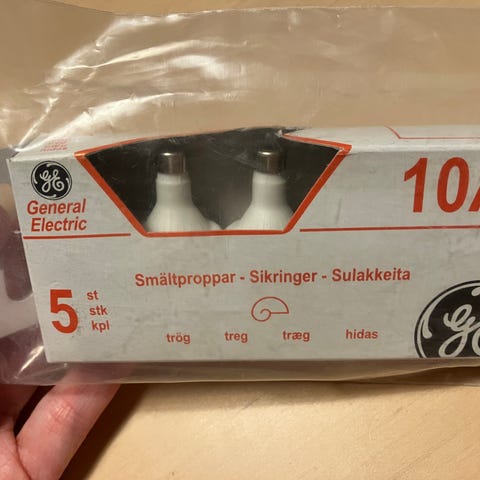 General
Electric
10A
5 st
stk
kpl
Smältproppar - Sikringer - Sulakkeita
trög treg træg hidas
GE